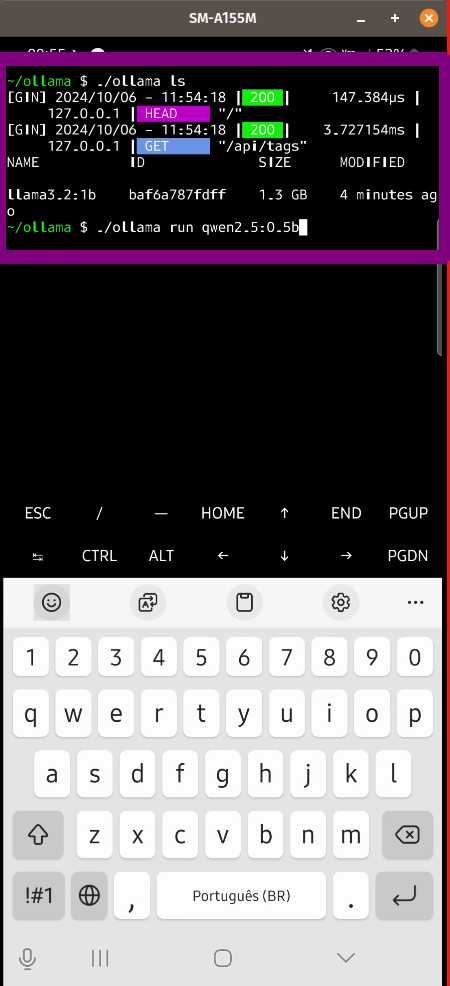 SM-A155M
~/ollama $ ./ollama ls
[GIN] 2024/10/06 - 11:54:18 | 200 |     147.384µs |
127.0.0.1 | HEAD     "/"
[GIN] 2024/10/06 - 11:54:18 | 200 |     3.727154ms |
127.0.0.1 | GET      "/api/tags"
NAME           ID              SIZE      MODIFIED
llama3.2:1b    baf6a787fdff    1.3 GB    4 minutes ag
o
~/ollama $ ./ollama run qwen2.5:0.5b
ESC / — HOME ↑ END PGUP
↹ CTRL ALT ← ↓ → PGDN
1 2 3 4 5 6 7 8 9 0
q w e r t y u i o p
a s d f g h j k l
z x c v b n m
!#1 , Português (BR) .